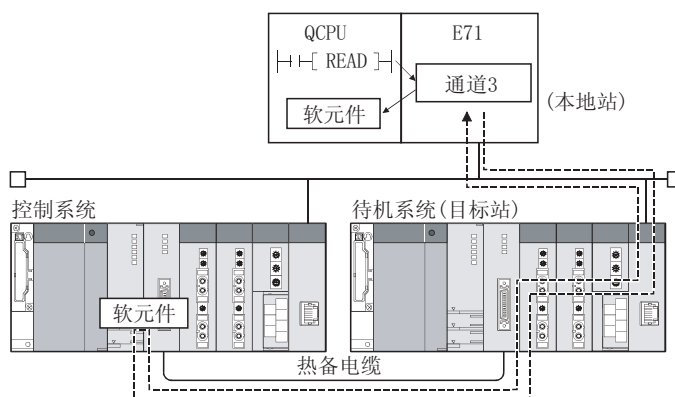 QCPU
E71
READ
通道3
软元件
(本地站)
控制系统
待机系统(目标站)
软元件
热备电缆